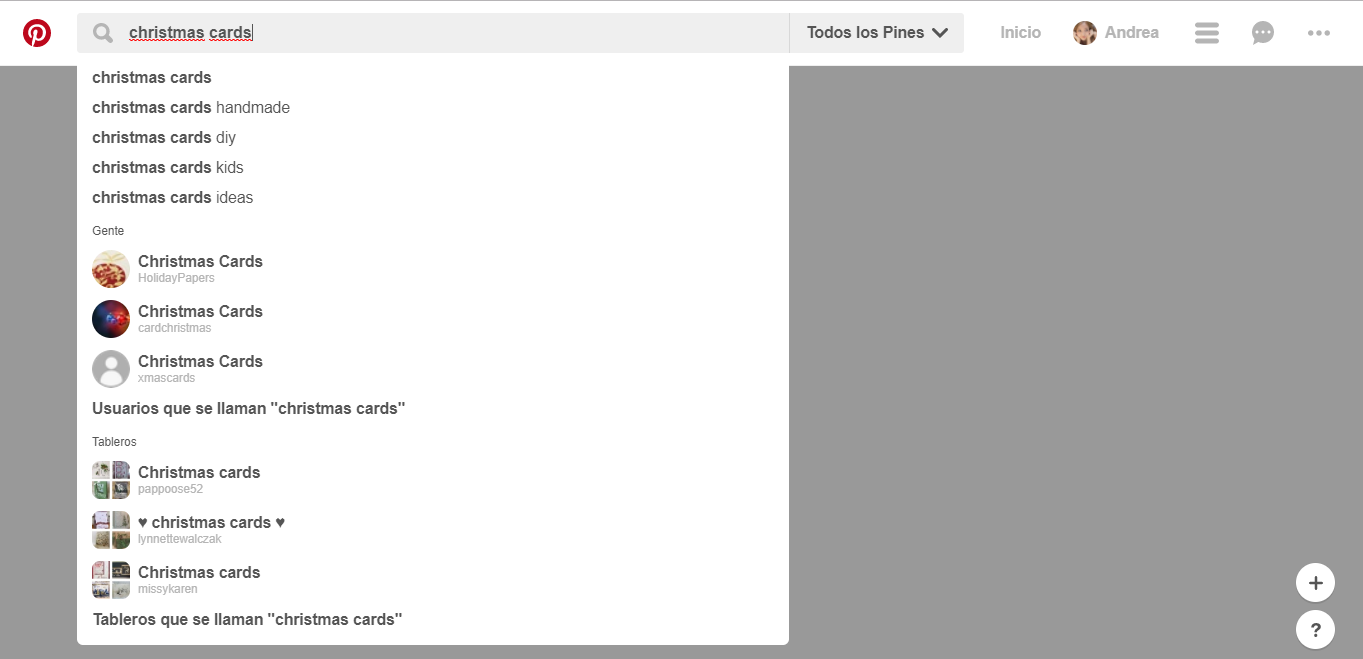 christmas cards
Todos los Pines
Inicio
Andrea
christmas cards
christmas cards handmade
christmas cards diy
christmas cards kids
christmas cards ideas
Gente
Christmas Cards
HolidayPapers
Christmas Cards
cardchristmas
Christmas Cards
xmascards
Usuarios que se llaman "christmas cards"
Tableros
Christmas cards
pappoose52
♥ christmas cards ♥
lynnettewalczak
Christmas cards
missykaren
Tableros que se llaman "christmas cards"
+
?